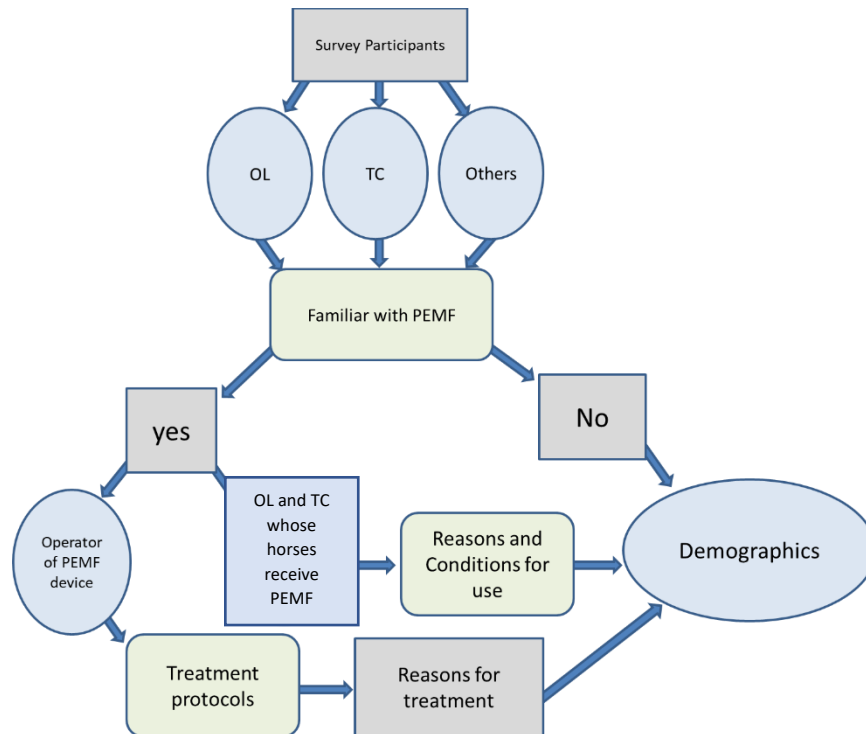 Survey Participants
OL
TC
Others
Familiar with PEMF
yes
No
OL and TC
whose
horses
receive
PEMF
Reasons and
Conditions for
use
Demographics
Operator
of PEMF
device
Treatment
protocols
Reasons for
treatment